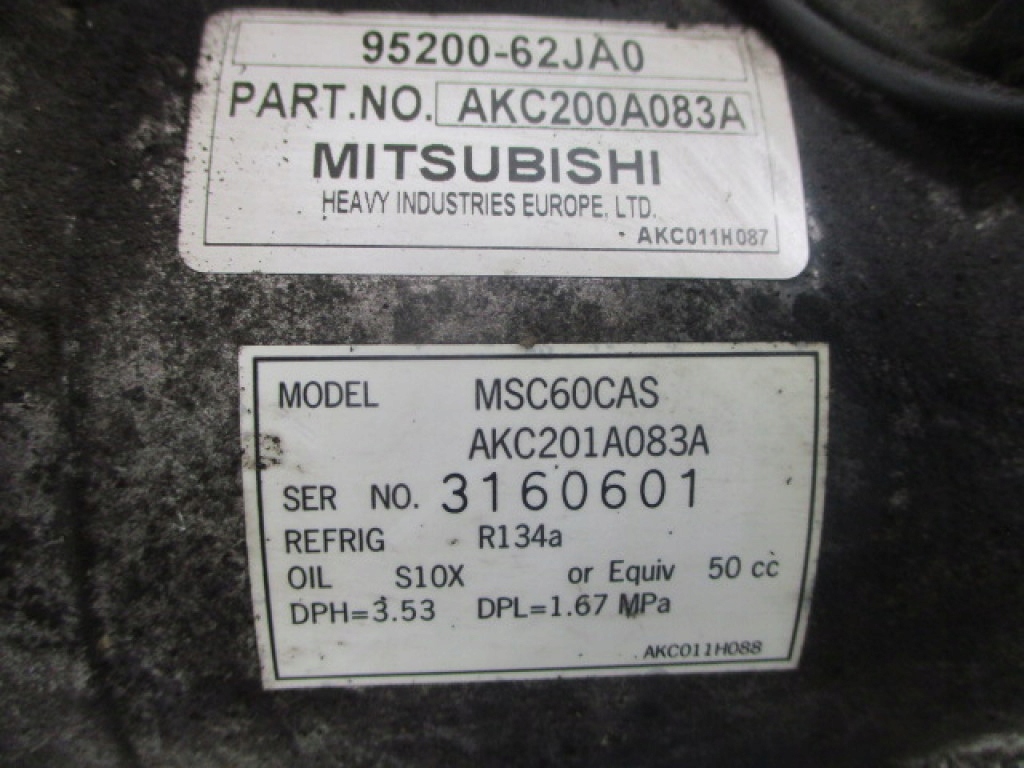 95200-62JA0
PART.NO. AKC200A083A
MITSUBISHI
HEAVY INDUSTRIES EUROPE, LTD.
AKC011H087
MODEL MSC60CAS
AKC201A083A
SER NO. 3160601
REFRIG R134a
OIL S10X or Equiv 50 cc
DPH=3.53 DPL=1.67 MPa
AKC011H088